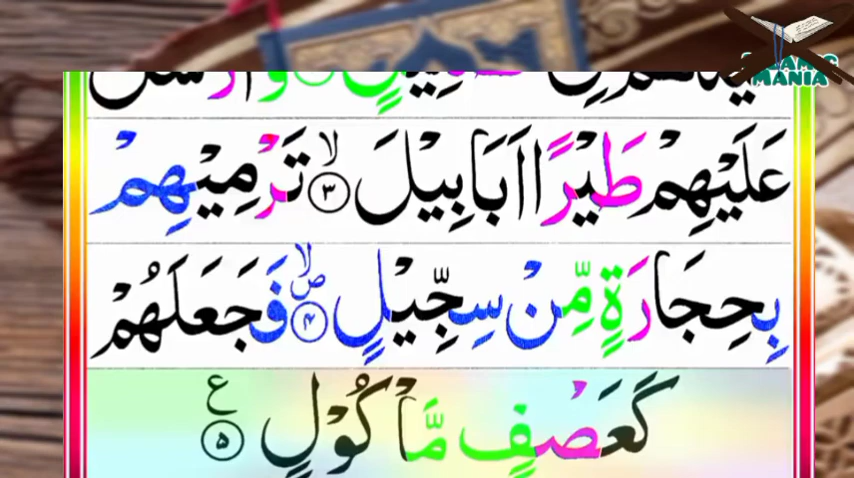 عَلَيْهِمْ طَيْرًا اَبَابِيْلَ ۙ﴿۳﴾ تَرْمِيْهِمْ
بِحِجَارَةٍ مِّنْ سِجِّيْلٍ ۪ۙ﴿۴﴾ فَجَعَلَهُمْ
كَعَصْفٍ مَّاْكُوْلٍ ﴿۵﴾ ع
MANIA